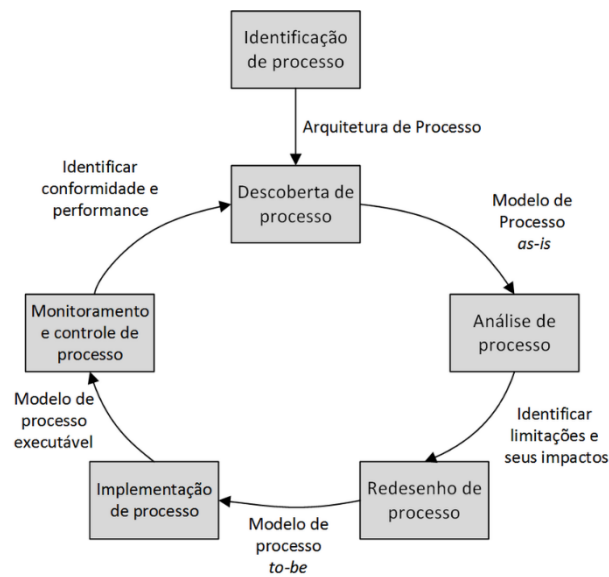 Identificação
de processo
Arquitetura de Processo
Identificar
conformidade e
performance
Descoberta de
processo
Modelo de
Processo
as-is
Monitoramento
e controle de
processo
Análise de
processo
Modelo de
processo
executável
Identificar
limitações e
seus impactos
Implementação
de processo
Redesenho de
processo
Modelo de
processo
to-be